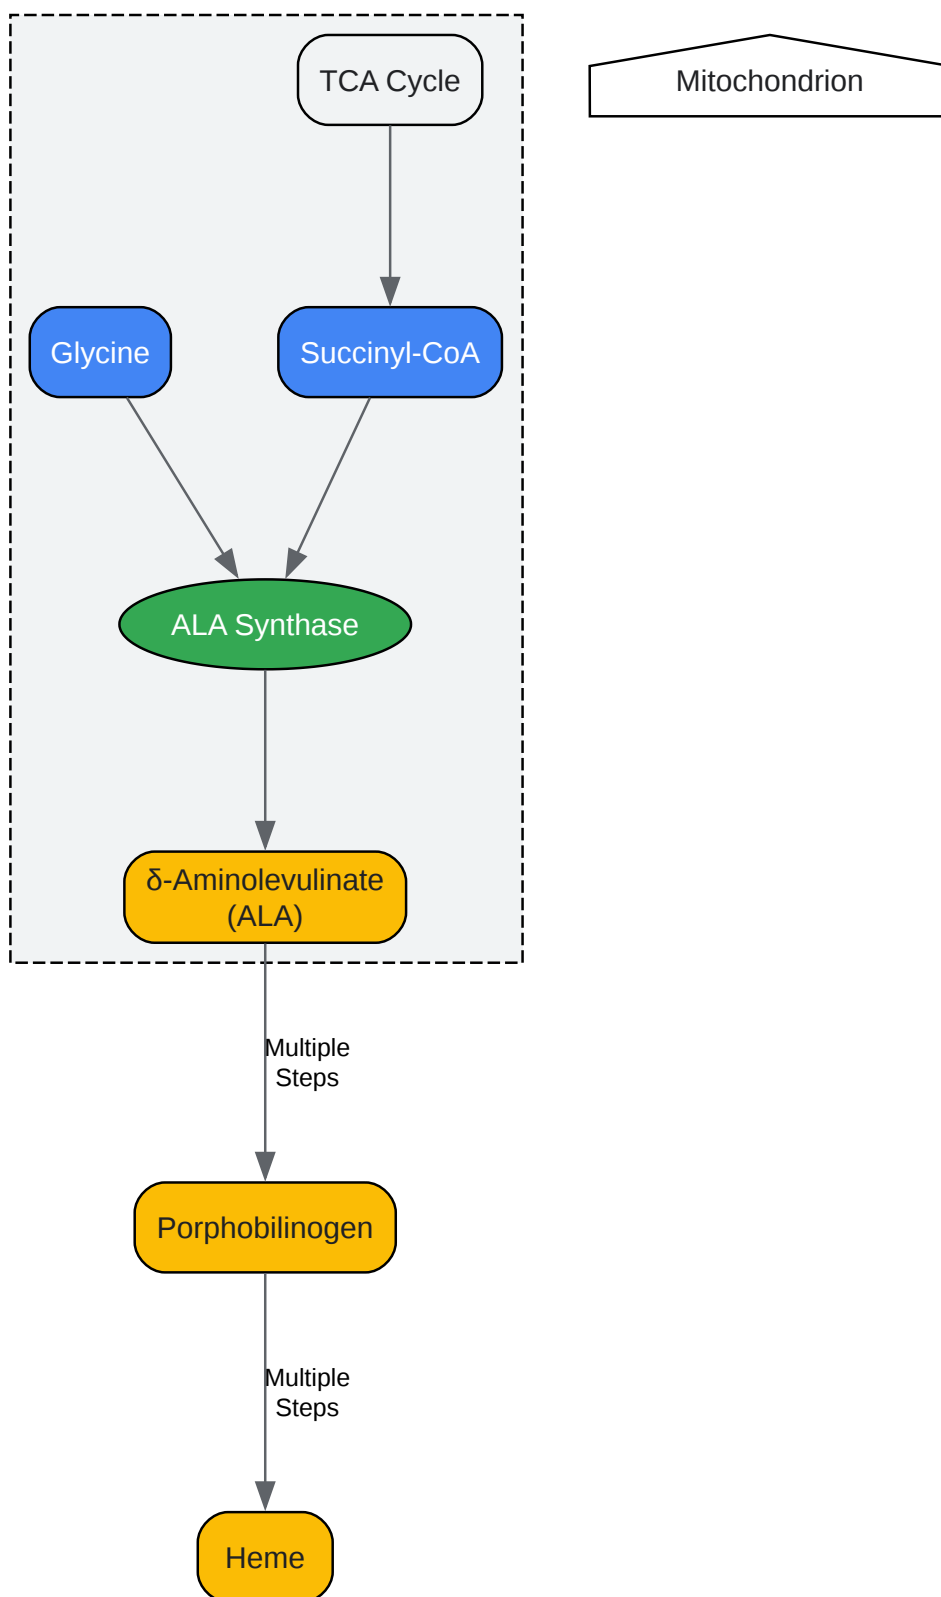 TCA Cycle
Mitochondrion
Glycine
Succinyl-CoA
ALA Synthase
δ-Aminolevulinate
(ALA)
Multiple
Steps
Porphobilinogen
Multiple
Steps
Heme